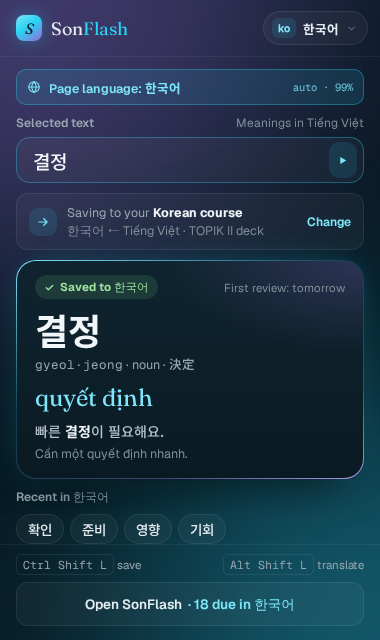 S SonFlash ko 한국어
Page language: 한국어 auto · 99%
Selected text Meanings in Tiếng Việt
결정
Saving to your Korean course
한국어 ← Tiếng Việt · TOPIK II deck
Change
Saved to 한국어 First review: tomorrow
결정
gyeol·jeong · noun · 決定
quyết định
빠른 결정이 필요해요.
Cần một quyết định nhanh.
Recent in 한국어
확인 준비 영향 기회
Ctrl Shift L save Alt Shift L translate
Open SonFlash · 18 due in 한국어